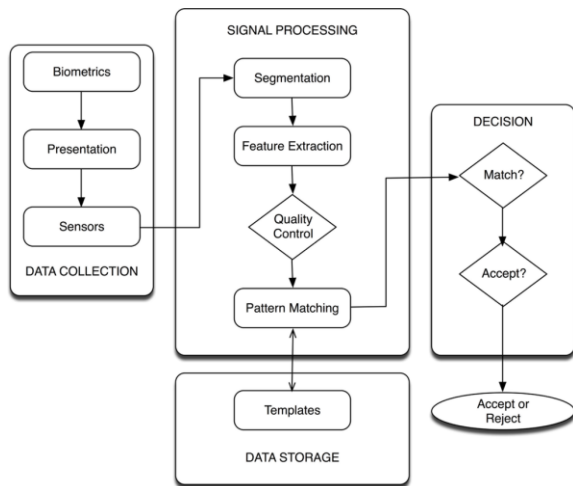 Biometrics
Presentation
Sensors
DATA COLLECTION
SIGNAL PROCESSING
Segmentation
Feature Extraction
Quality
Control
Pattern Matching
Templates
DATA STORAGE
DECISION
Match?
Accept?
Accept or
Reject